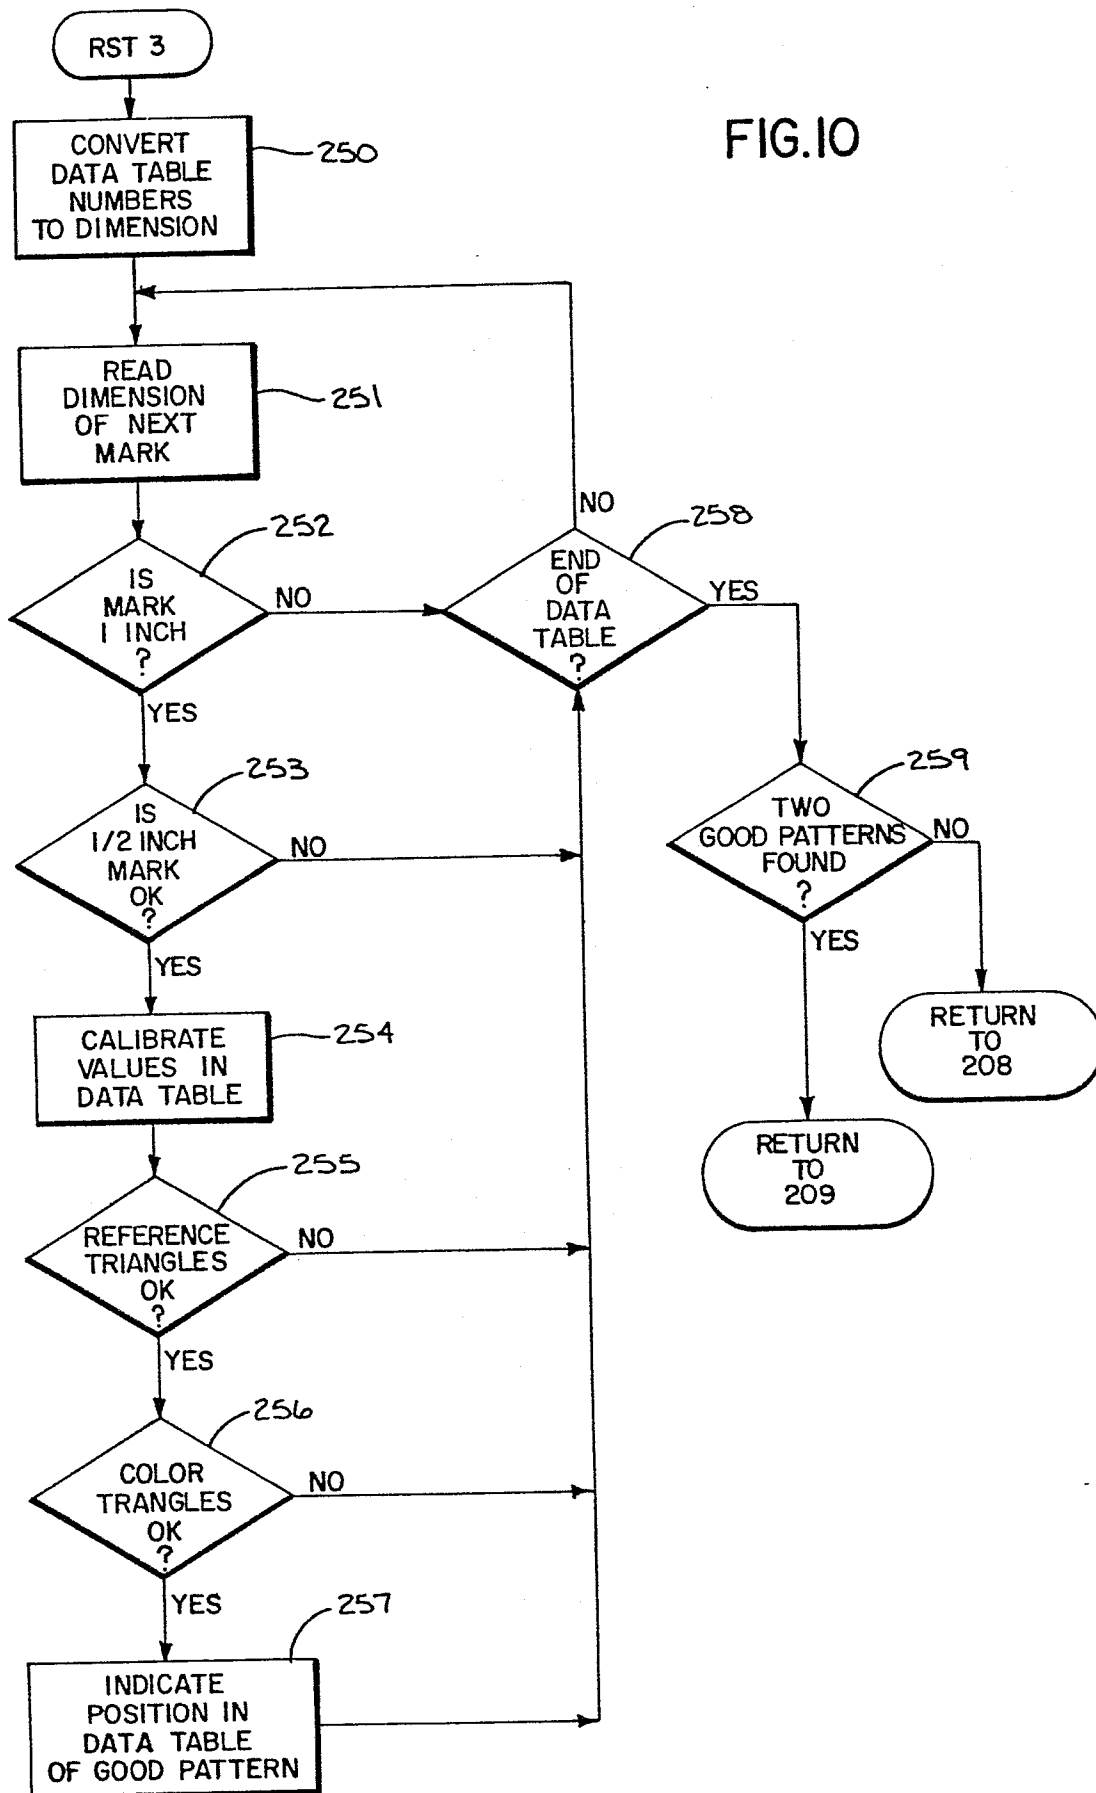 RST 3
FIG.10
CONVERT
DATA TABLE
NUMBERS
TO DIMENSION
250
READ
DIMENSION
OF NEXT
MARK
251
IS
MARK
1 INCH
?
252
NO
YES
END
OF
DATA
TABLE
?
258
NO
YES
IS
1/2 INCH
MARK
OK
?
253
NO
YES
TWO
GOOD PATTERNS
FOUND
?
259
NO
YES
CALIBRATE
VALUES IN
DATA TABLE
254
RETURN
TO
208
RETURN
TO
209
REFERENCE
TRIANGLES
OK
?
255
NO
YES
COLOR
TRANGLES
OK
?
256
NO
YES
INDICATE
POSITION IN
DATA TABLE
OF GOOD PATTERN
257